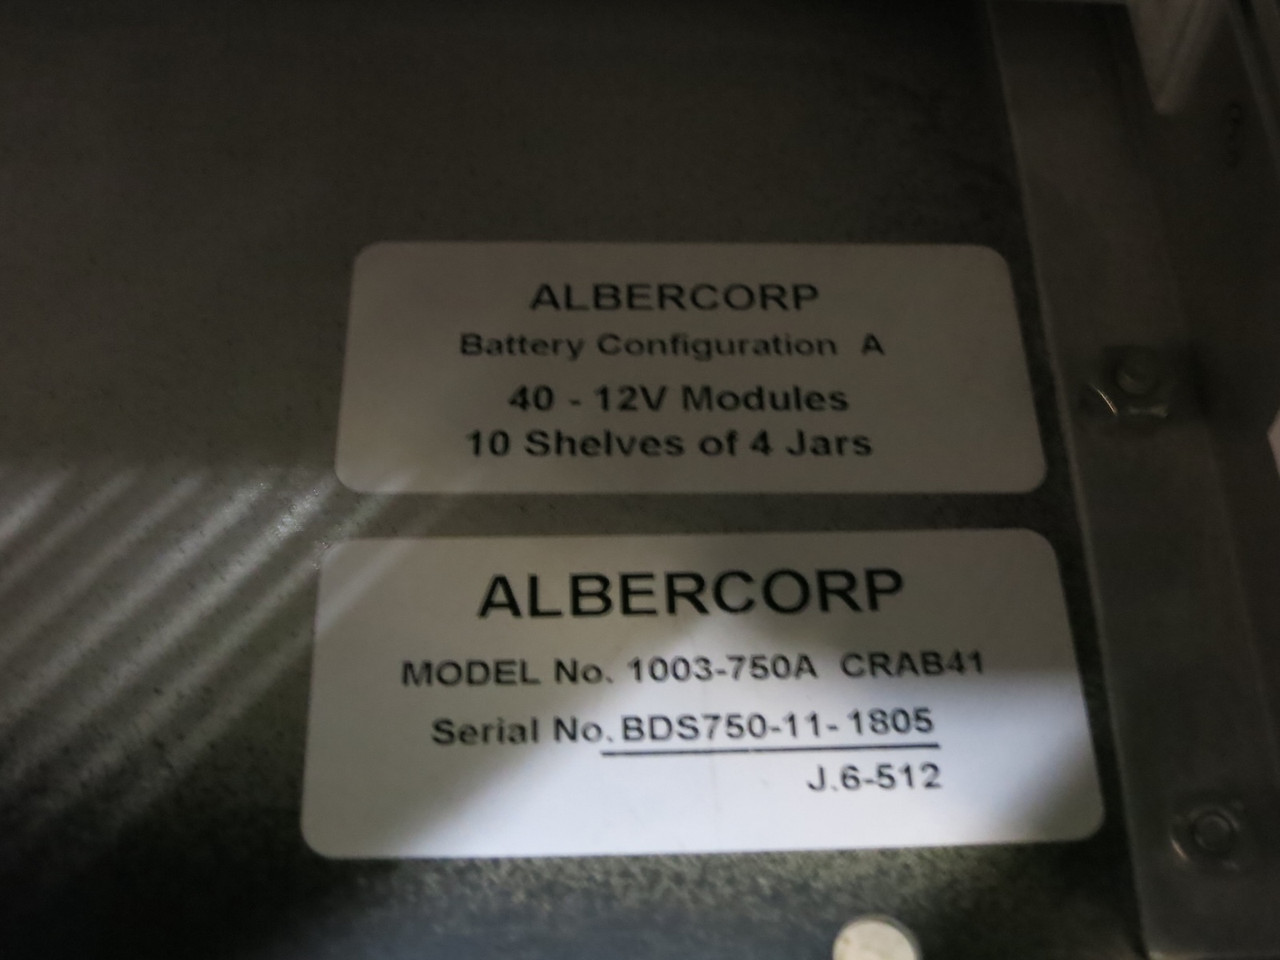 ALBERCORP
Battery Configuration A
40 - 12V Modules
10 Shelves of 4 Jars
ALBERCORP
MODEL No. 1003-750A CRAB41
Serial No. BDS750-11- 1805
J.6-512